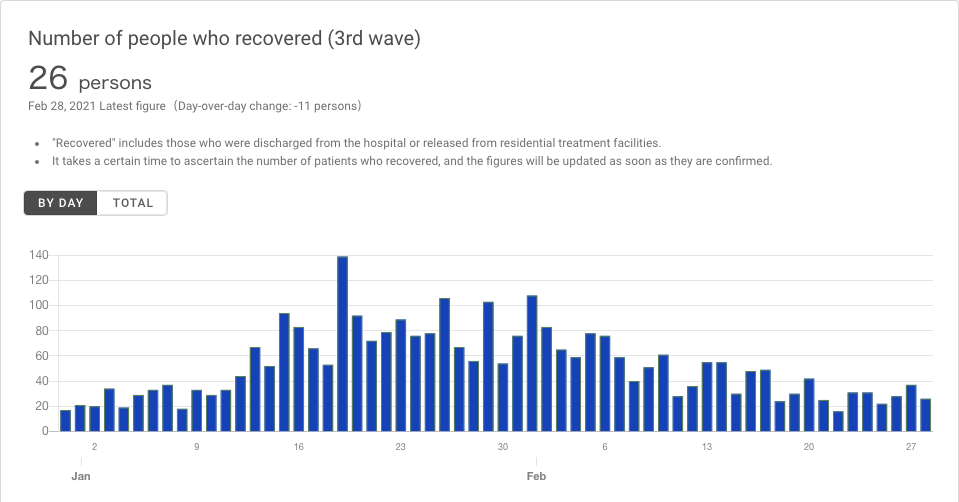 Number of people who recovered (3rd wave)
26 persons
Feb 28, 2021 Latest figure（Day-over-day change: -11 persons）
• "Recovered" includes those who were discharged from the hospital or released from residential treatment facilities.
• It takes a certain time to ascertain the number of patients who recovered, and the figures will be updated as soon as they are confirmed.
BY DAY TOTAL
140
120
100
80
60
40
20
0
2 9 16 23 30 6 13 20 27
Jan Feb